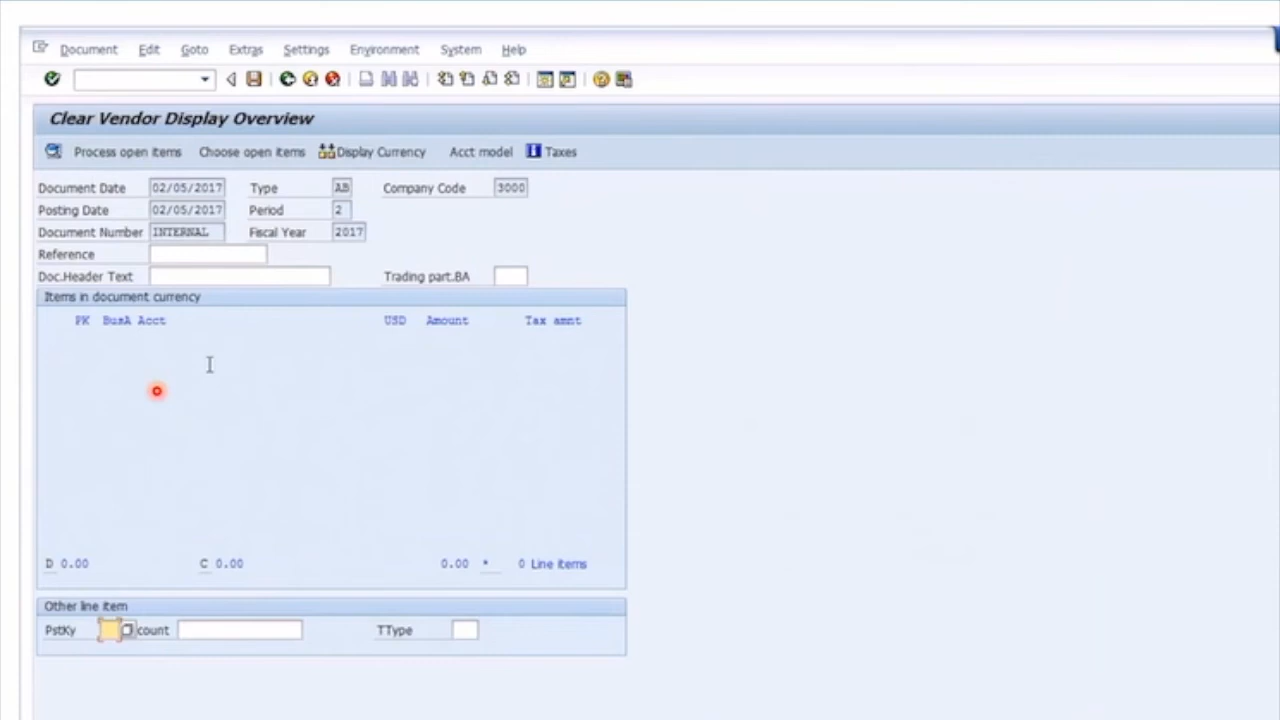 Document Edit Goto Extras Settings Environment System Help
Clear Vendor Display Overview
Process open items Choose open items Display Currency Acct model Taxes
Document Date 02/05/2017 Type AB Company Code 3000
Posting Date 02/05/2017 Period 2
Document Number INTERNAL Fiscal Year 2017
Reference
Doc.Header Text Trading part.BA
Items in document currency
PK BusA Acct USD Amount Tax amnt
D 0.00 C 0.00 0.00 * 0 Line items
Other line item
PstKy count TType